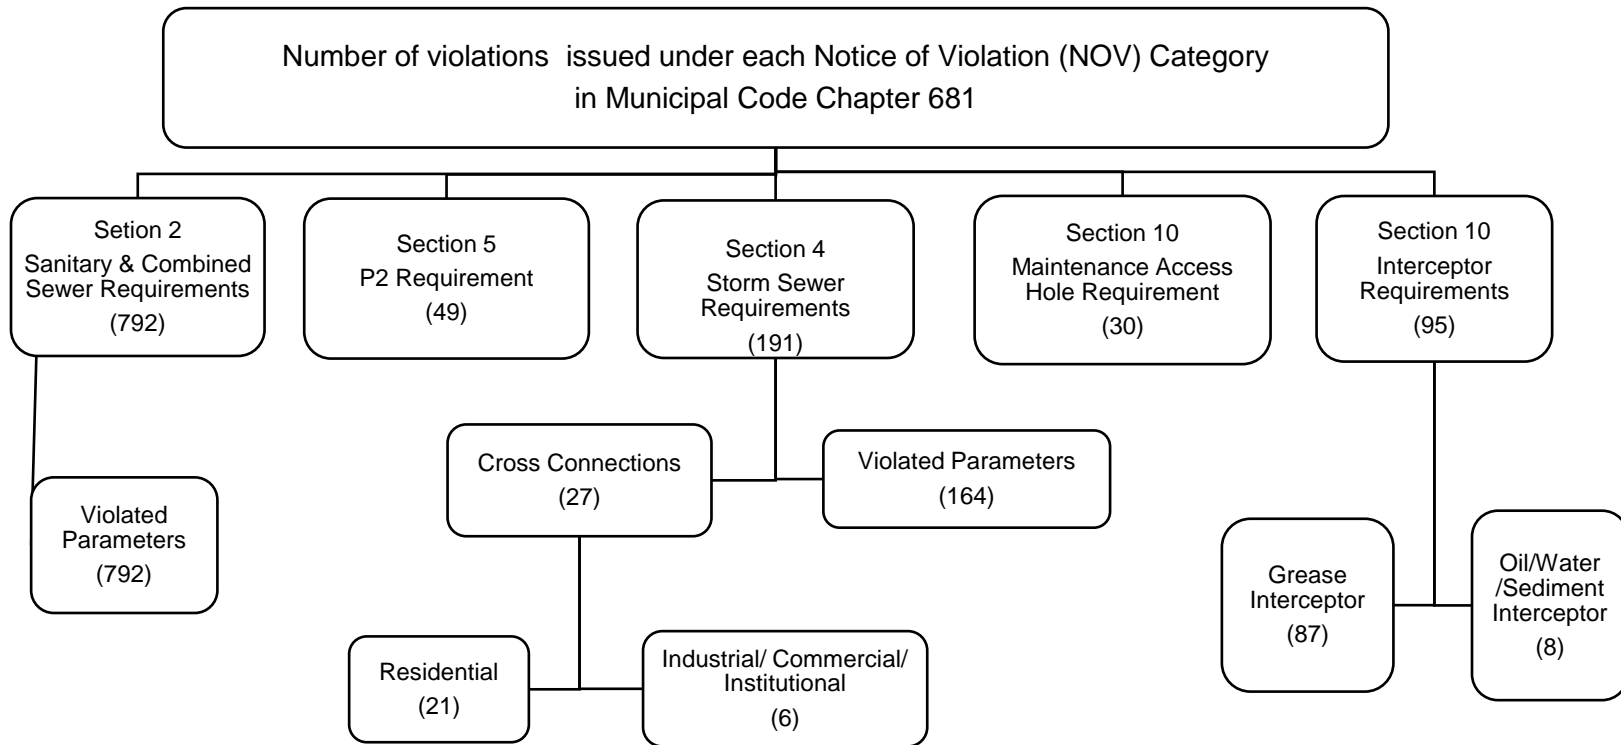 Number of violations issued under each Notice of Violation (NOV) Category
in Municipal Code Chapter 681
Setion 2
Sanitary & Combined
Sewer Requirements
(792)
Section 5
P2 Requirement
(49)
Section 4
Storm Sewer
Requirements
(191)
Section 10
Maintenance Access
Hole Requirement
(30)
Section 10
Interceptor
Requirements
(95)
Violated
Parameters
(792)
Cross Connections
(27)
Violated Parameters
(164)
Residential
(21)
Industrial/ Commercial/
Institutional
(6)
Grease
Interceptor
(87)
Oil/Water
/Sediment
Interceptor
(8)